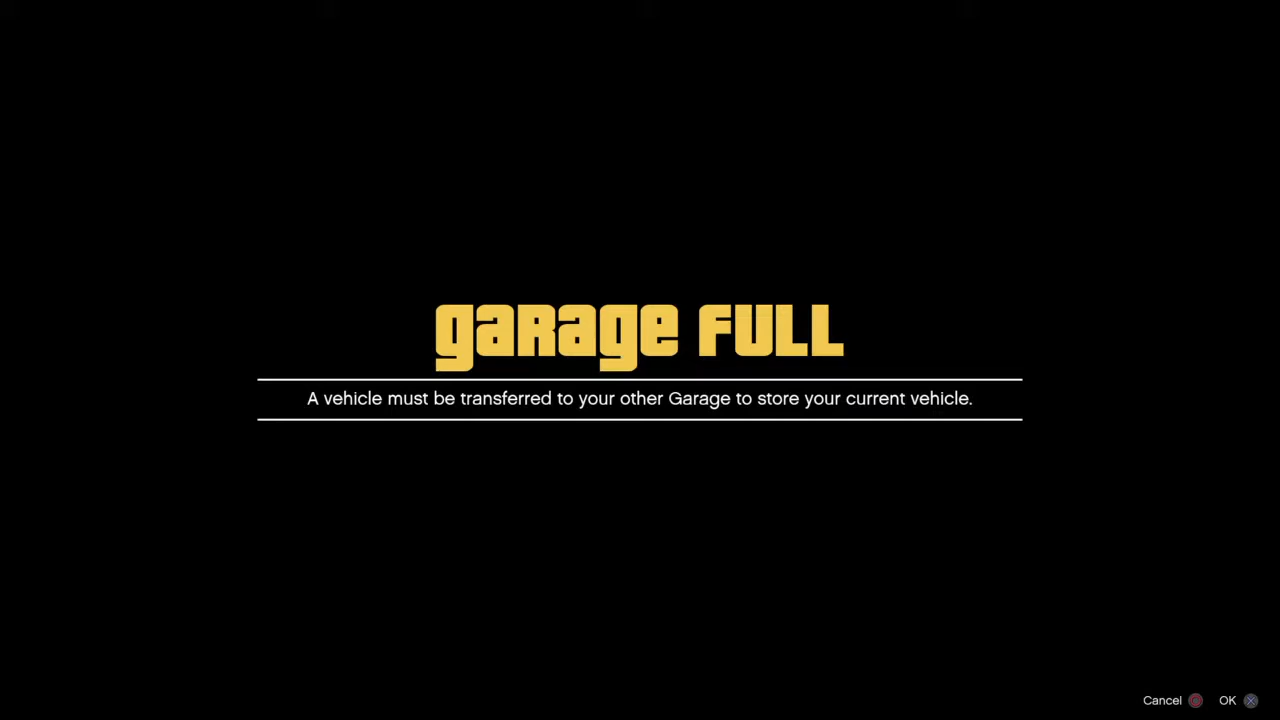 gaRage FULL
A vehicle must be transferred to your other Garage to store your current vehicle.
Cancel OK